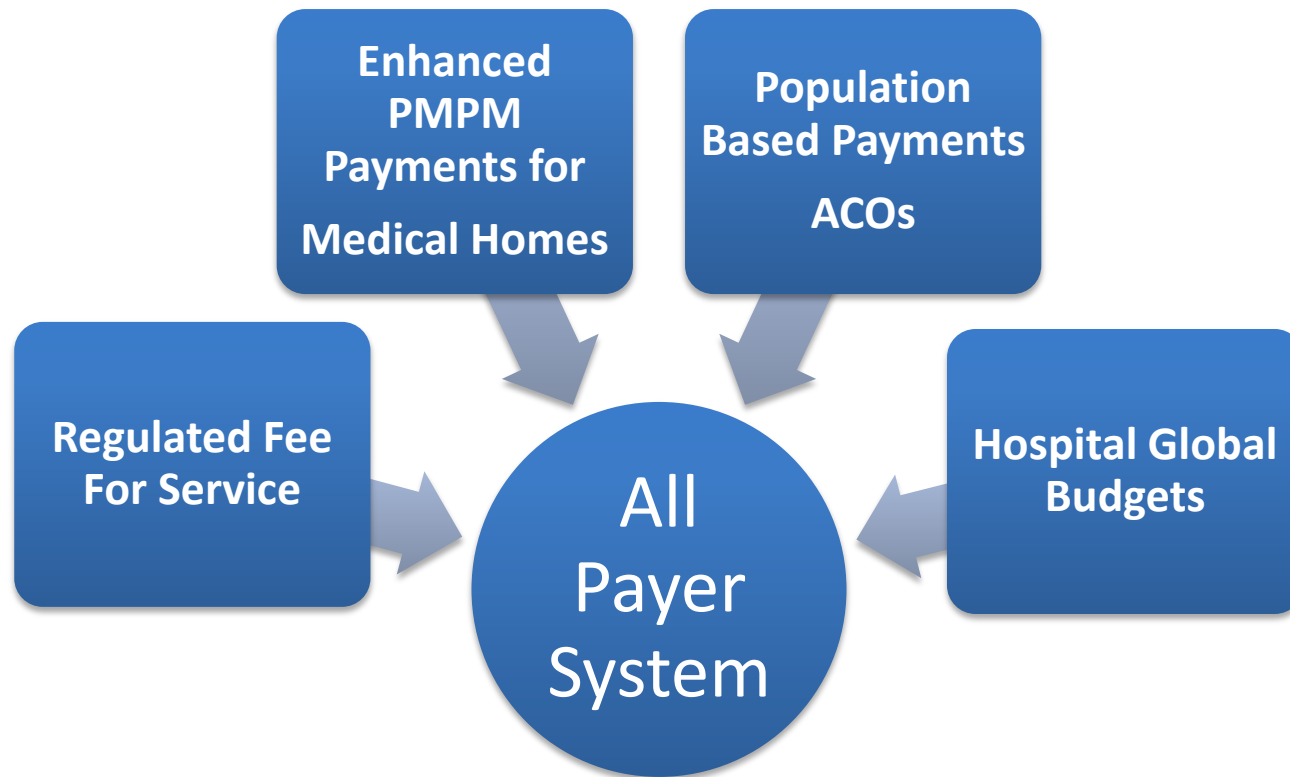 Enhanced
PMPM
Payments for
Medical Homes
Population
Based Payments
ACOs
Regulated Fee
For Service
Hospital Global
Budgets
All
Payer
System